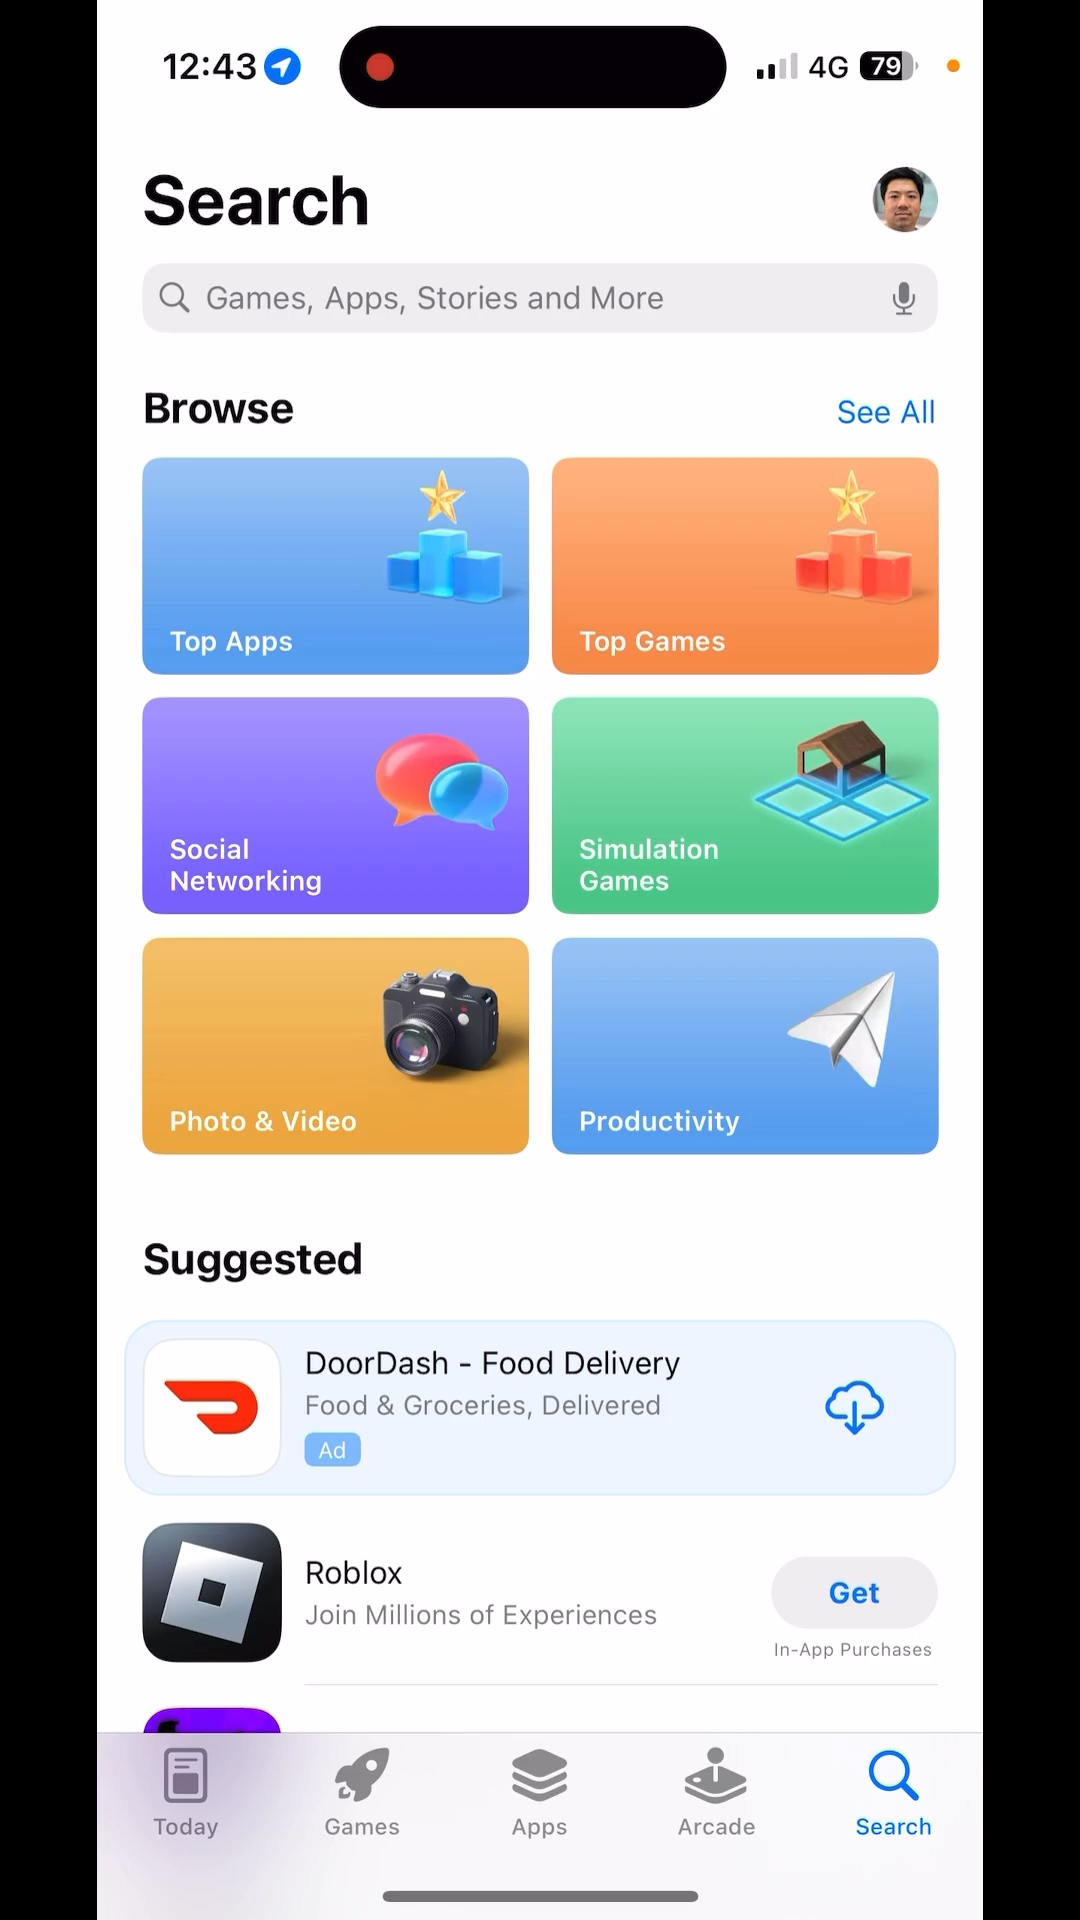 12:43
4G
79
Search
Games, Apps, Stories and More
Browse
See All
Top Apps
Top Games
Social
Networking
Simulation
Games
Photo & Video
Productivity
Suggested
DoorDash - Food Delivery
Food & Groceries, Delivered
Ad
Roblox
Join Millions of Experiences
Get
In-App Purchases
Today
Games
Apps
Arcade
Search